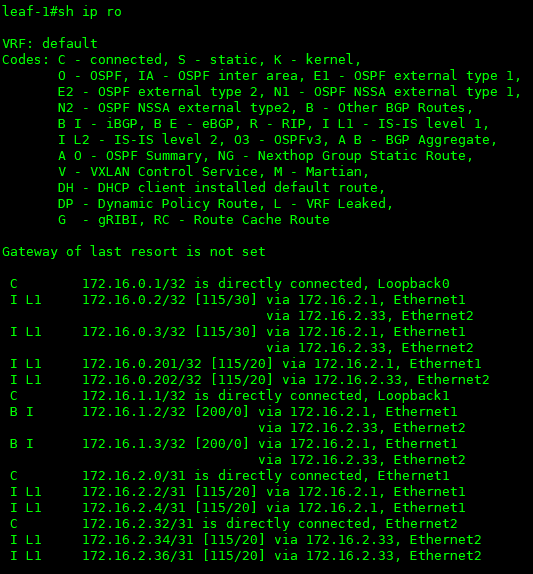 leaf-1#sh ip ro

VRF: default
Codes: C - connected, S - static, K - kernel,
       O - OSPF, IA - OSPF inter area, E1 - OSPF external type 1,
       E2 - OSPF external type 2, N1 - OSPF NSSA external type 1,
       N2 - OSPF NSSA external type2, B - Other BGP Routes,
       B I - iBGP, B E - eBGP, R - RIP, I L1 - IS-IS level 1,
       I L2 - IS-IS level 2, O3 - OSPFv3, A B - BGP Aggregate,
       A O - OSPF Summary, NG - Nexthop Group Static Route,
       V - VXLAN Control Service, M - Martian,
       DH - DHCP client installed default route,
       DP - Dynamic Policy Route, L - VRF Leaked,
       G  - gRIBI, RC - Route Cache Route

Gateway of last resort is not set

 C        172.16.0.1/32 is directly connected, Loopback0
 I L1     172.16.0.2/32 [115/30] via 172.16.2.1, Ethernet1
                                 via 172.16.2.33, Ethernet2
 I L1     172.16.0.3/32 [115/30] via 172.16.2.1, Ethernet1
                                 via 172.16.2.33, Ethernet2
 I L1     172.16.0.201/32 [115/20] via 172.16.2.1, Ethernet1
 I L1     172.16.0.202/32 [115/20] via 172.16.2.33, Ethernet2
 C        172.16.1.1/32 is directly connected, Loopback1
 B I      172.16.1.2/32 [200/0] via 172.16.2.1, Ethernet1
                                via 172.16.2.33, Ethernet2
 B I      172.16.1.3/32 [200/0] via 172.16.2.1, Ethernet1
                                via 172.16.2.33, Ethernet2
 C        172.16.2.0/31 is directly connected, Ethernet1
 I L1     172.16.2.2/31 [115/20] via 172.16.2.1, Ethernet1
 I L1     172.16.2.4/31 [115/20] via 172.16.2.1, Ethernet1
 C        172.16.2.32/31 is directly connected, Ethernet2
 I L1     172.16.2.34/31 [115/20] via 172.16.2.33, Ethernet2
 I L1     172.16.2.36/31 [115/20] via 172.16.2.33, Ethernet2